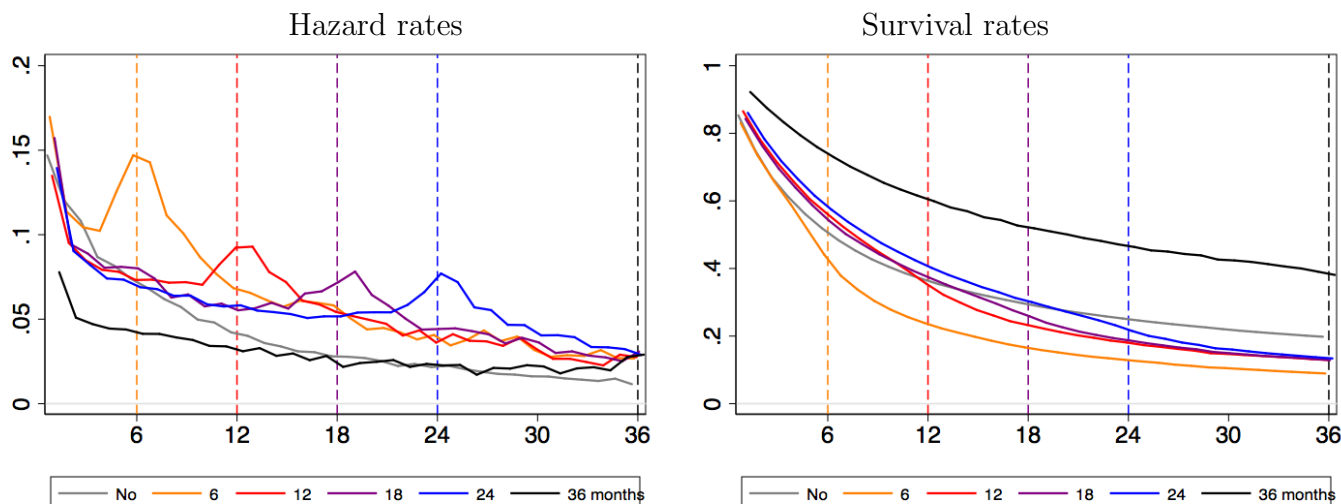 Hazard rates
Survival rates
.2
.15
.1
.05
0
6 12 18 24 30 36
No 6 12 18 24 36 months
1
.8
.6
.4
.2
0
6 12 18 24 30 36
No 6 12 18 24 36 months